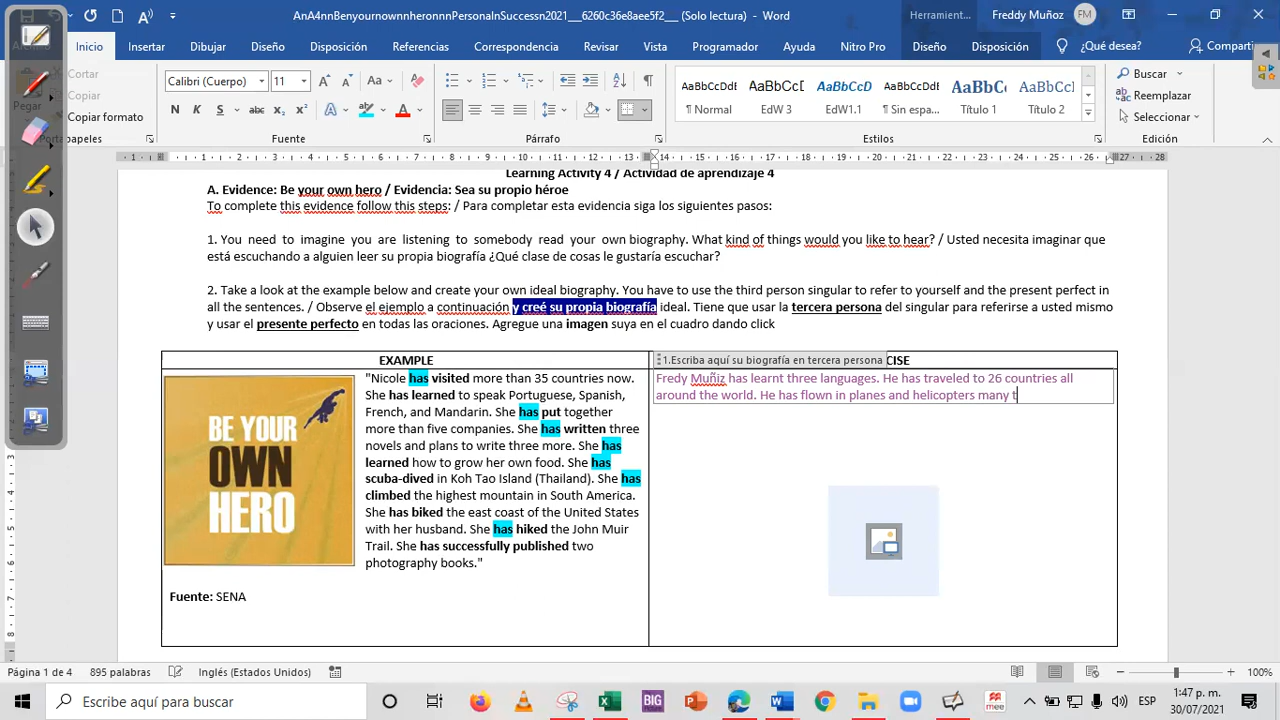 AnA4nnBenyornownherohnnnPersonaInSuccesn2021__6260c36e8aee5f2__ (Solo lectura) - Word
Herramient...
Freddy Muñoz
FM
Archivo
Inicio
Insertar
Dibujar
Diseño
Disposición
Referencias
Correspondencia
Revisar
Vista
Programador
Ayuda
Nitro Pro
Diseño
Disposición
¿Qué desea?
Compartir
Pegar
Cortar
Copiar
Copiar formato
Portapapeles
Calibri (Cuerpo)
11
Fuente
Párrafo
AaBbCcDc
¶ Normal
AaBbCcI
EdW 3
AaBbCcD
EdW1.1
AaBbCcDc
¶ Sin espa...
AaBbC
Título 1
AaBbCcI
Título 2
Estilos
Buscar
Reemplazar
Seleccionar
Edición
Learning Activity 4 / Actividad de aprendizaje 4
A. Evidence: Be your own hero / Evidencia: Sea su propio héroe
To complete this evidence follow this steps: / Para completar esta evidencia siga los siguientes pasos:
1. You need to imagine you are listening to somebody read your own biography. What kind of things would you like to hear? / Usted necesita imaginar que
está escuchando a alguien leer su propia biografía ¿Qué clase de cosas le gustaría escuchar?
2. Take a look at the example below and create your own ideal biography. You have to use the third person singular to refer to yourself and the present perfect in
all the sentences. / Observe el ejemplo a continuación y creé su propia biografía ideal. Tiene que usar la tercera persona del singular para referirse a usted mismo
y usar el presente perfecto en todas las oraciones. Agregue una imagen suya en el cuadro dando click
EXAMPLE
1.Escriba aquí su biografía en tercera persona
CISE
BE YOUR
OWN
HERO
"Nicole has visited more than 35 countries now.
She has learned to speak Portuguese, Spanish,
French, and Mandarin. She has put together
more than five companies. She has written three
novels and plans to write three more. She has
learned how to grow her own food. She has
scuba-dived in Koh Tao Island (Thailand). She has
climbed the highest mountain in South America.
She has biked the east coast of the United States
with her husband. She has hiked the John Muir
Trail. She has successfully published two
photography books."
Fuente: SENA
Fredy Muñiz has learnt three languages. He has traveled to 26 countries all
around the world. He has flown in planes and helicopters many t
Página 1 de 4
895 palabras
Inglés (Estados Unidos)
100%
Escribe aquí para buscar
BIG
mee
ESP
1:47 p. m.
30/07/2021